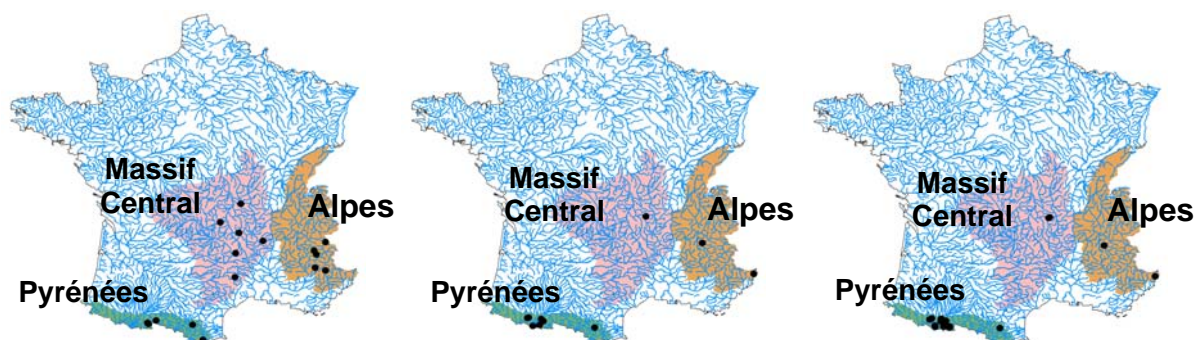 Massif
Central
Alpes
Pyrénées
Massif
Central
Alpes
Pyrénées
Massif
Central
Alpes
Pyrénées